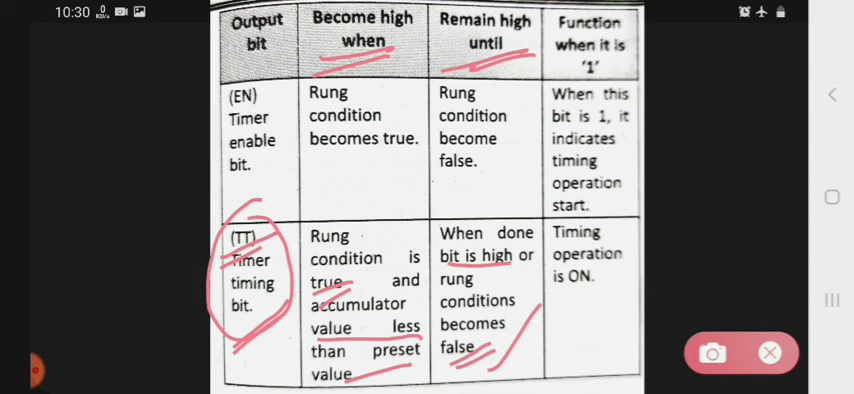 10:30 0 KB/s
Output bit
Become high when
Remain high until
Function when it is '1'
(EN)
Timer
enable
bit.
Rung
condition
becomes true.
Rung
condition
become
false.
When this
bit is 1, it
indicates
timing
operation
start.
(TT)
Timer
timing
bit.
Rung
condition is
true and
accumulator
value less
than preset
value
When done
bit is high or
rung
conditions
becomes
false
Timing
operation
is ON.